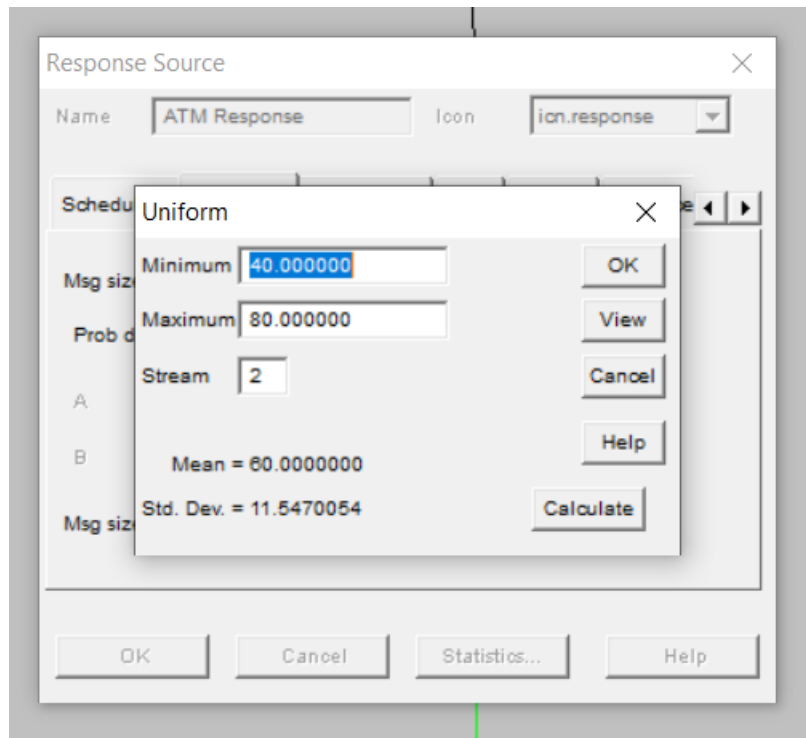 Response Source
Name ATM Response Icon icn.response
Schedu
Uniform
Msg siz
Minimum 40.000000 OK
Prob d
Maximum 80.000000 View
A
Stream 2 Cancel
B
Help
Mean = 60.0000000
Msg siz
Std. Dev. = 11.5470054 Calculate
OK Cancel Statistics... Help